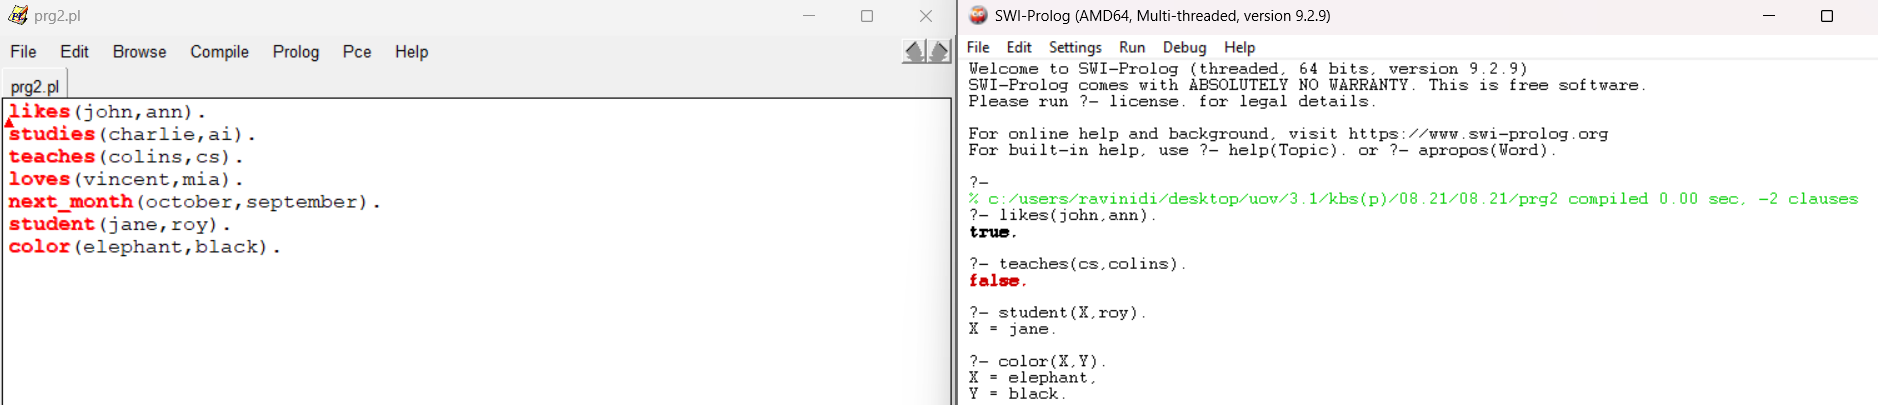 prg2.pl
File Edit Browse Compile Prolog Pce Help
prg2.pl
likes(john,ann).
studies(charlie,ai).
teaches(colins,cs).
loves(vincent,mia).
next_month(october,september).
student(jane,roy).
color(elephant,black).
SWI-Prolog (AMD64, Multi-threaded, version 9.2.9)
File Edit Settings Run Debug Help
Welcome to SWI-Prolog (threaded, 64 bits, version 9.2.9)
SWI-Prolog comes with ABSOLUTELY NO WARRANTY. This is free software.
Please run ?- license. for legal details.
For online help and background, visit https://www.swi-prolog.org
For built-in help, use ?- help(Topic). or ?- apropos(Word).
?-
% c:/users/ravinidi/desktop/uov/3.1/kbs(p)/08.21/08.21/prg2 compiled 0.00 sec, -2 clauses
?- likes(john,ann).
true.
?- teaches(cs,colins).
false.
?- student(X,roy).
X = jane.
?- color(X,Y).
X = elephant,
Y = black.